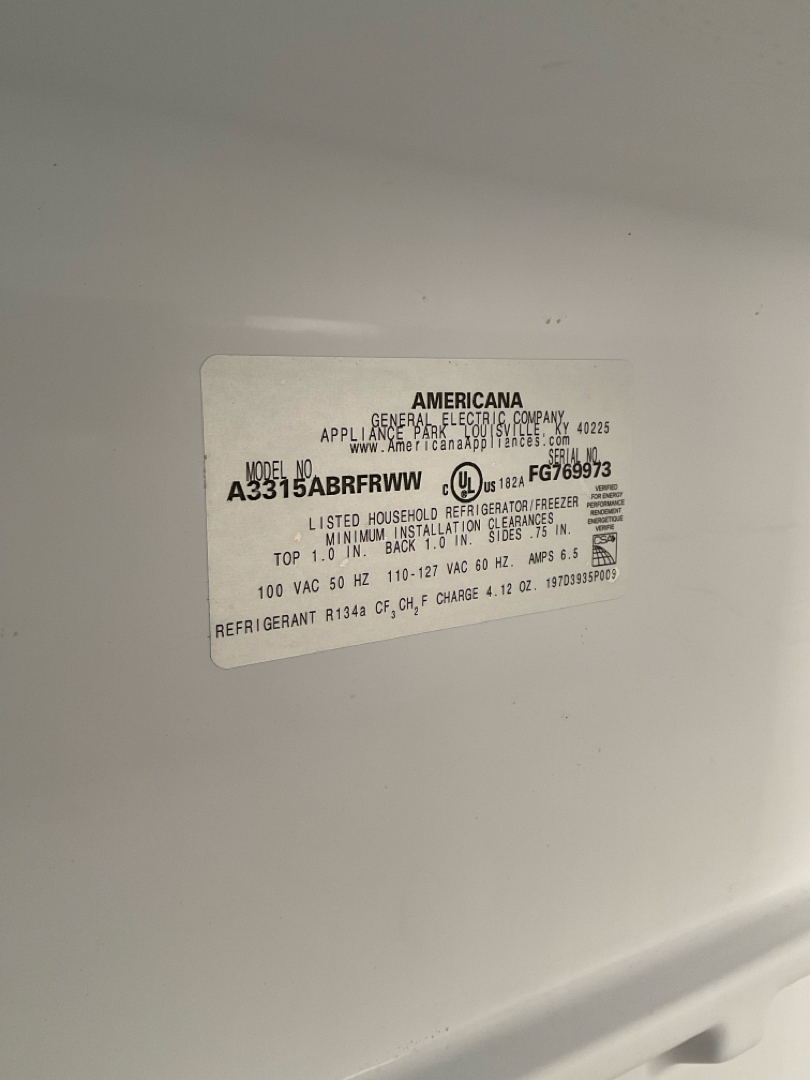 AMERICANA
GENERAL ELECTRIC COMPANY
APPLIANCE PARK LOUISVILLE, KY 40225
www.AmericanaAppliances.com
MODEL NO. SERIAL NO.
A3315ABRFRWW C UL ® US 182A FG769973
LISTED HOUSEHOLD REFRIGERATOR/FREEZER
MINIMUM INSTALLATION CLEARANCES
TOP 1.0 IN. BACK 1.0 IN. SIDES .75 IN.
VERIFIED
FOR ENERGY
PERFORMANCE
RENDEMENT
ENERGETIQUE
VERIFIE
CSA
100 VAC 50 HZ 110-127 VAC 60 HZ. AMPS 6.5
REFRIGERANT R134a CF₃CH₂F CHARGE 4.12 OZ. 197D3935P009